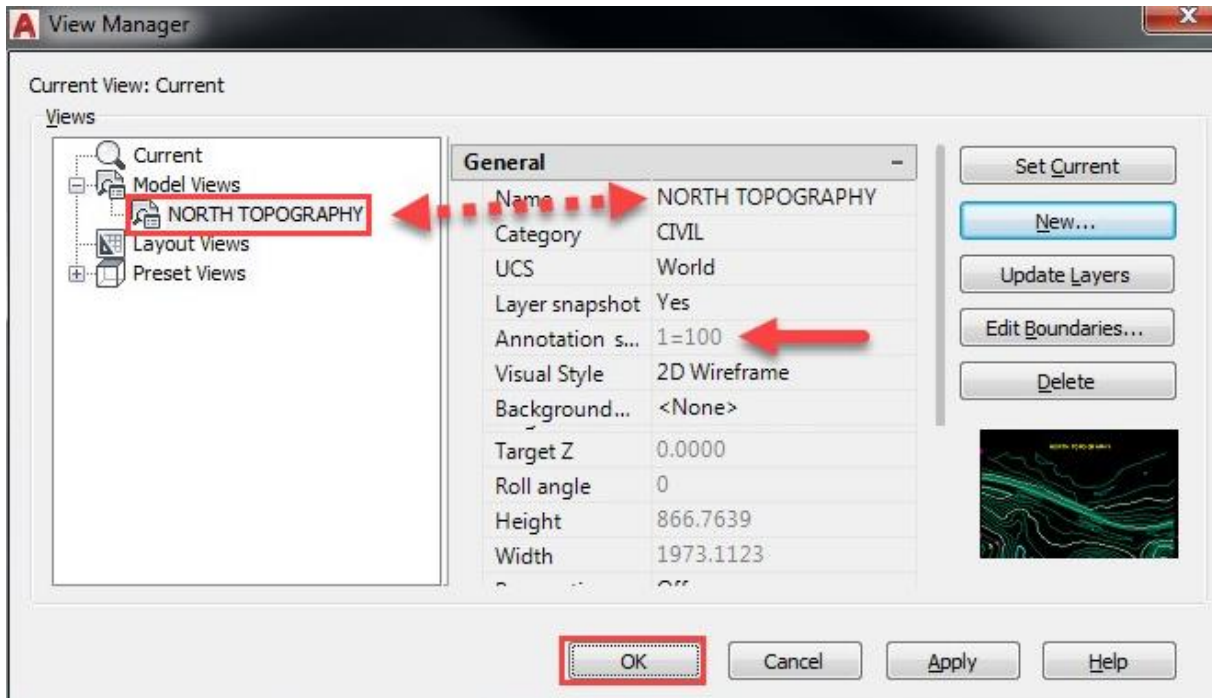 View Manager
X
Current View: Current
Views
Current
Model Views
NORTH TOPOGRAPHY
Layout Views
Preset Views
General
Name NORTH TOPOGRAPHY
Category CIVIL
UCS World
Layer snapshot Yes
Annotation s... 1=100
Visual Style 2D Wireframe
Background... <None>
Target Z 0.0000
Roll angle 0
Height 866.7639
Width 1973.1123
Set Current
New...
Update Layers
Edit Boundaries...
Delete
NORTH TOPOGRAPHY
OK Cancel Apply Help